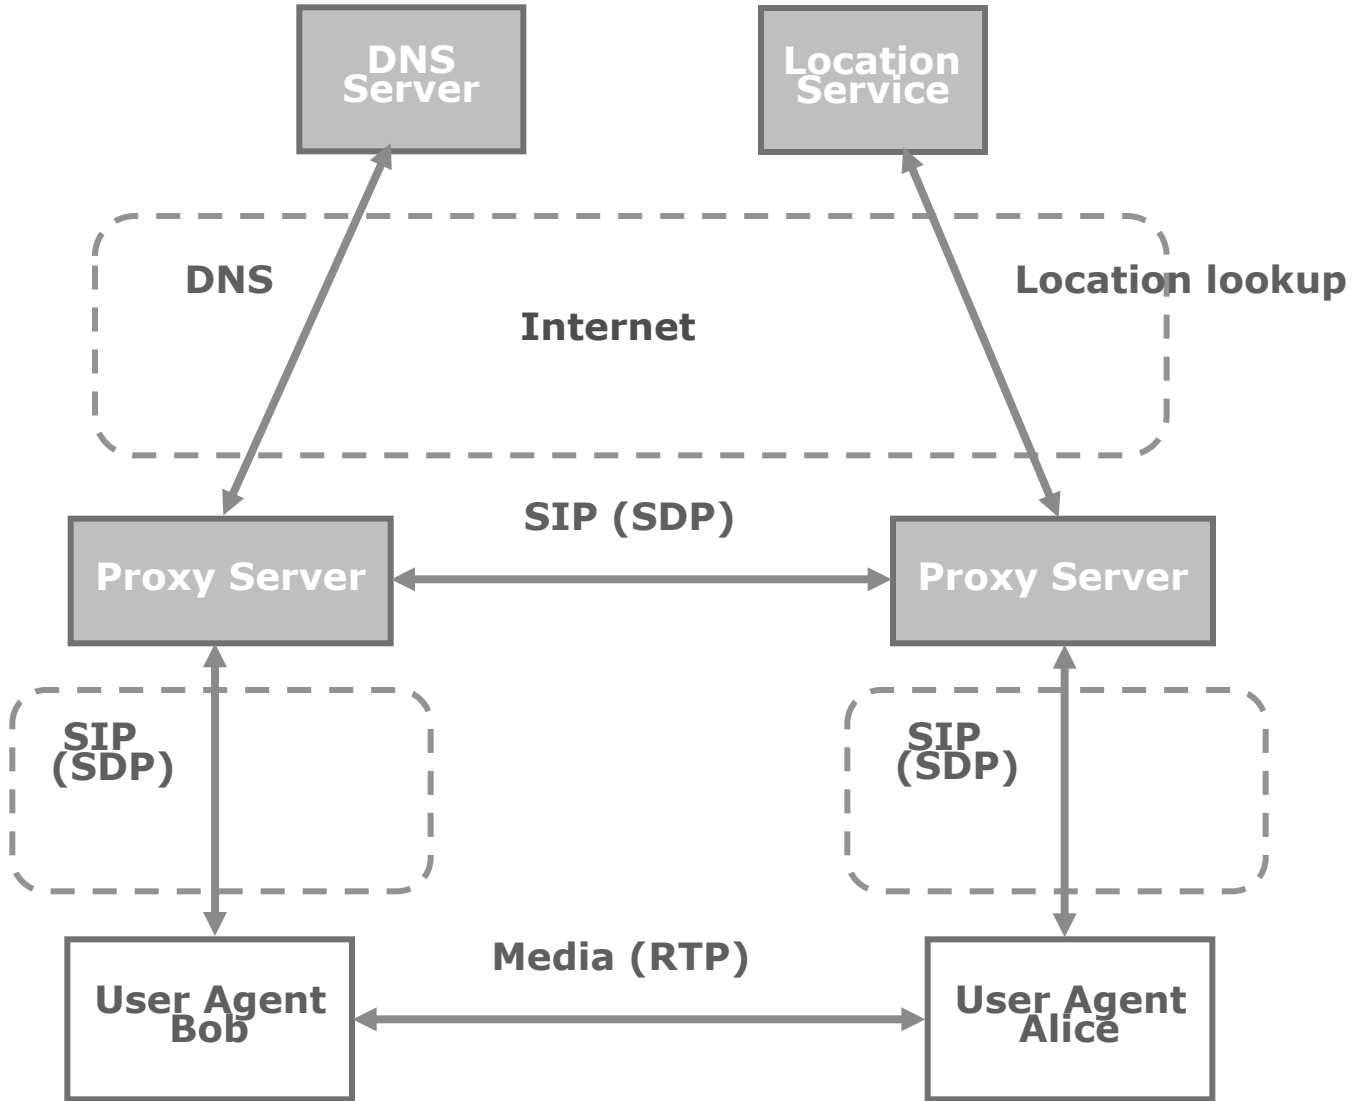 DNS
Server
Location
Service
DNS
Location lookup
Internet
SIP (SDP)
Proxy Server
Proxy Server
SIP
(SDP)
SIP
(SDP)
Media (RTP)
User Agent
Bob
User Agent
Alice